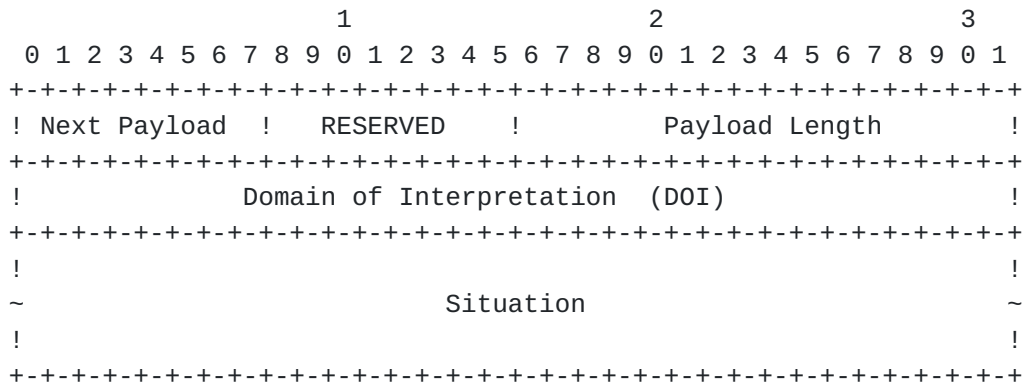 1                   2                   3
 0 1 2 3 4 5 6 7 8 9 0 1 2 3 4 5 6 7 8 9 0 1 2 3 4 5 6 7 8 9 0 1
+-+-+-+-+-+-+-+-+-+-+-+-+-+-+-+-+-+-+-+-+-+-+-+-+-+-+-+-+-+-+-+-+
! Next Payload  !   RESERVED    !         Payload Length        !
+-+-+-+-+-+-+-+-+-+-+-+-+-+-+-+-+-+-+-+-+-+-+-+-+-+-+-+-+-+-+-+-+
!              Domain of Interpretation  (DOI)                  !
+-+-+-+-+-+-+-+-+-+-+-+-+-+-+-+-+-+-+-+-+-+-+-+-+-+-+-+-+-+-+-+-+
!                                                               !
~                           Situation                           ~
!                                                               !
+-+-+-+-+-+-+-+-+-+-+-+-+-+-+-+-+-+-+-+-+-+-+-+-+-+-+-+-+-+-+-+-+